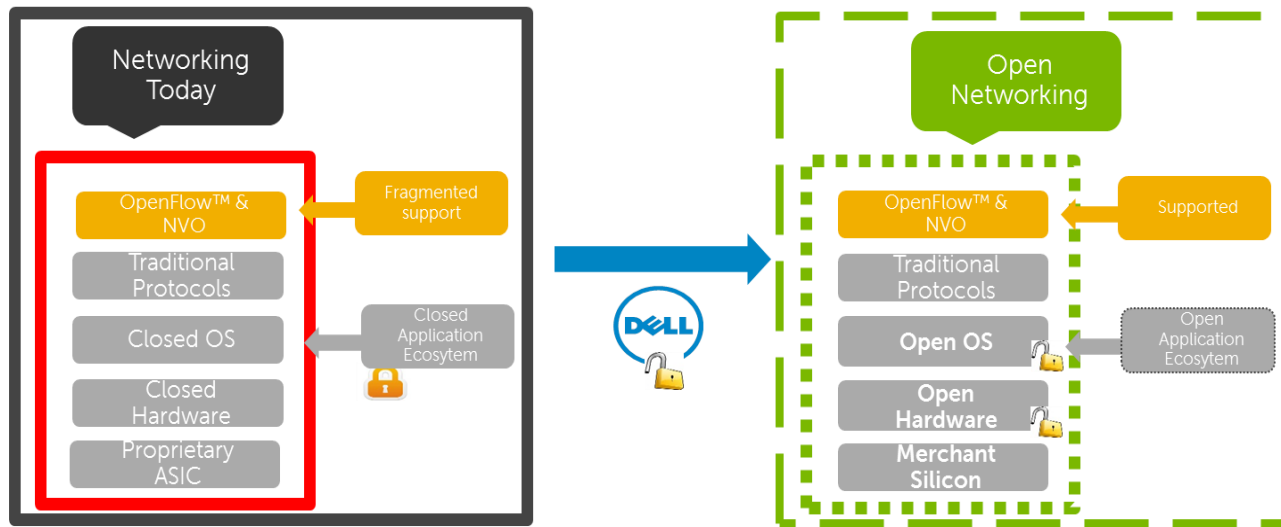 Networking
Today
OpenFlow™ &
NVO
Fragmented
support
Traditional
Protocols
Closed OS
Closed
Application
Ecosytem
Closed
Hardware
Proprietary
ASIC
DELL
Open
Networking
OpenFlow™ &
NVO
Supported
Traditional
Protocols
Open OS
Open
Application
Ecosytem
Open
Hardware
Merchant
Silicon